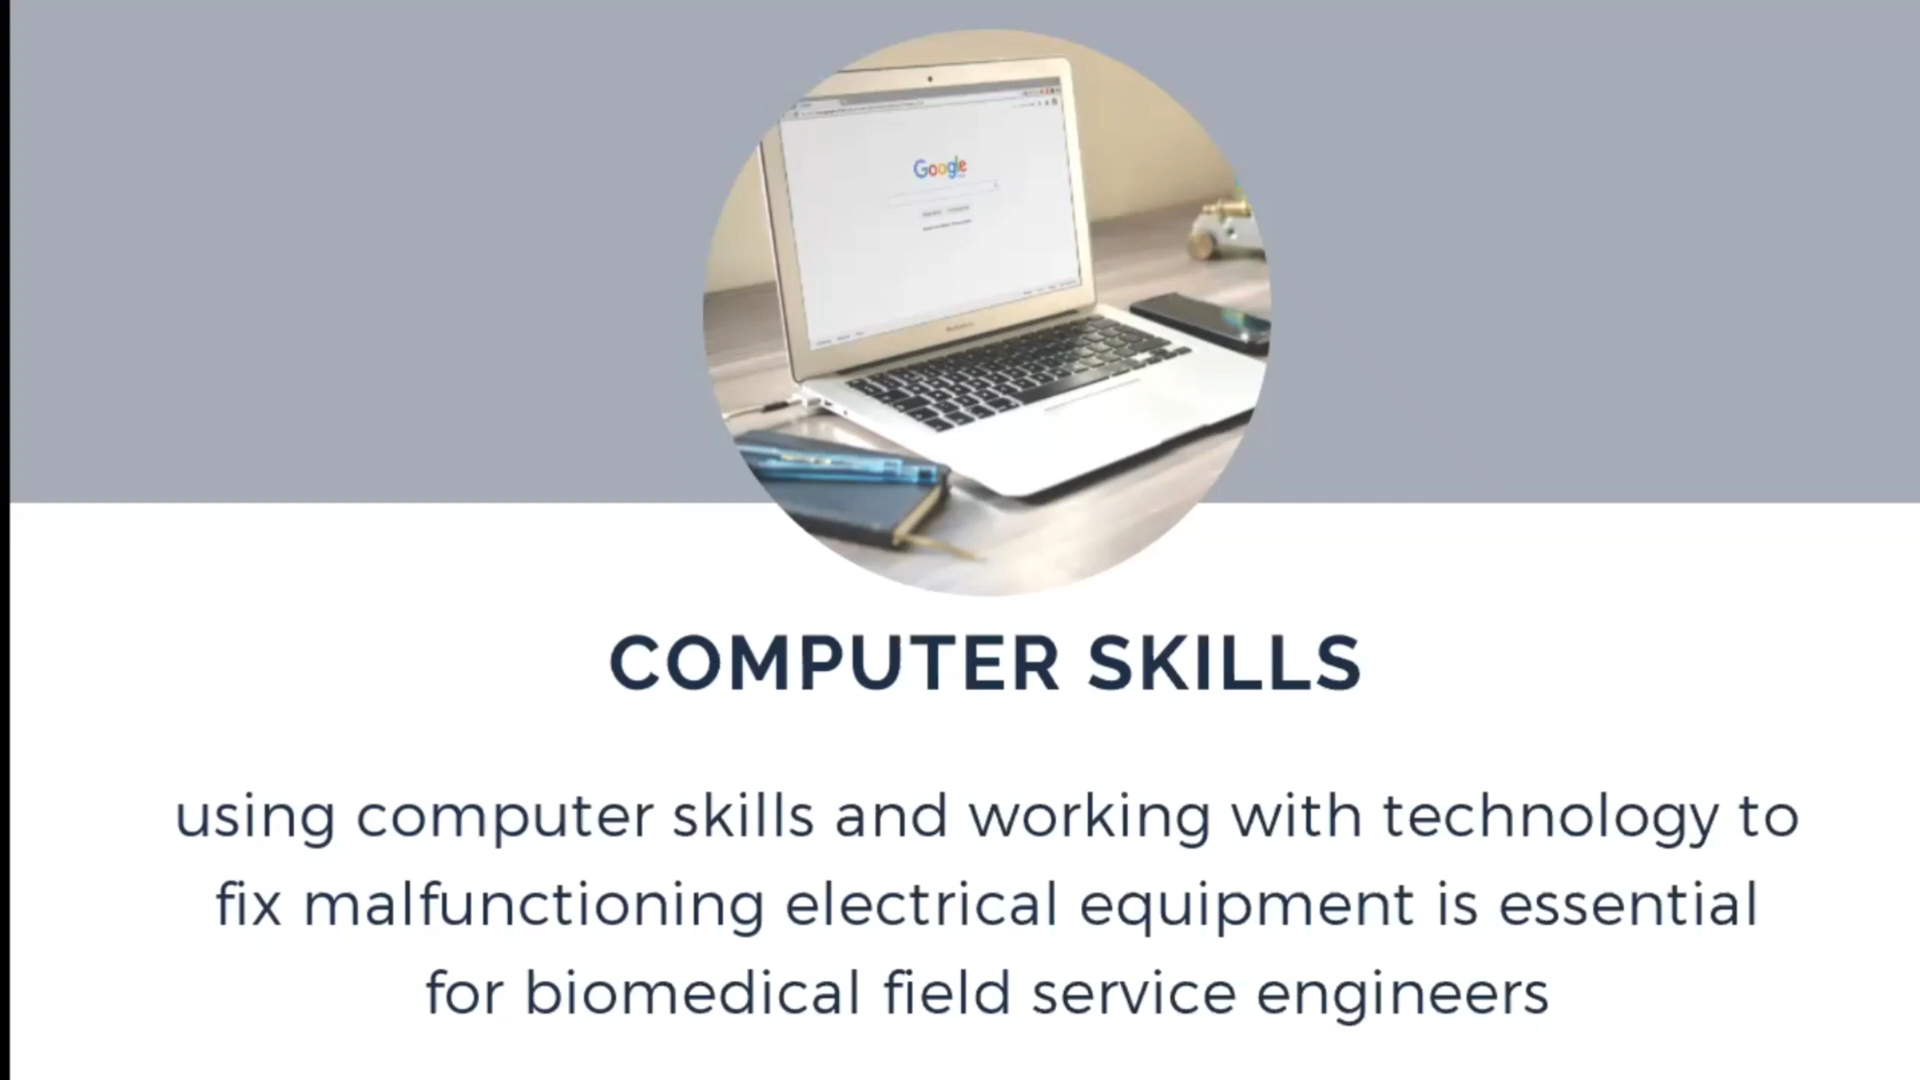 Google
COMPUTER SKILLS
using computer skills and working with technology to
fix malfunctioning electrical equipment is essential
for biomedical field service engineers